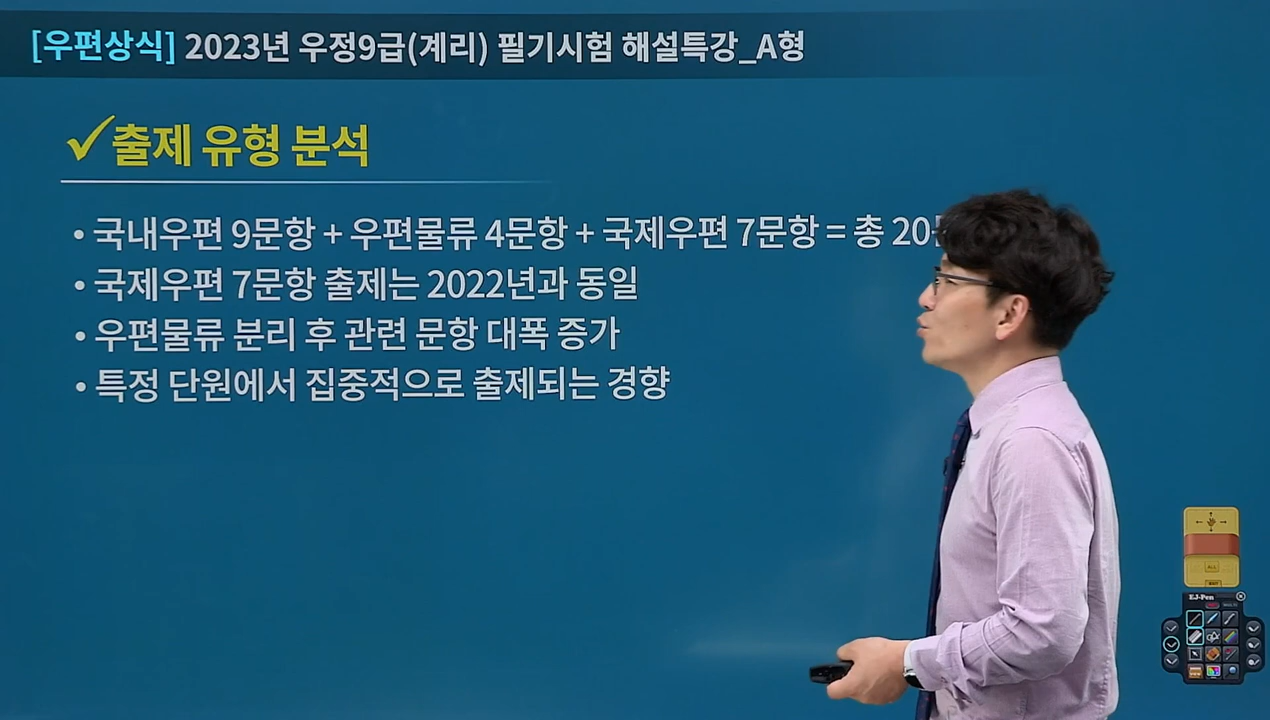 [우편상식] 2023년 우정9급(계리) 필기시험 해설특강_A형
✓출제 유형 분석
• 국내우편 9문항 + 우편물류 4문항 + 국제우편 7문항 = 총 20
• 국제우편 7문항 출제는 2022년과 동일
• 우편물류 분리 후 관련 문항 대폭 증가
• 특정 단원에서 집중적으로 출제되는 경향
ALL
EXIT
EJ-Pen